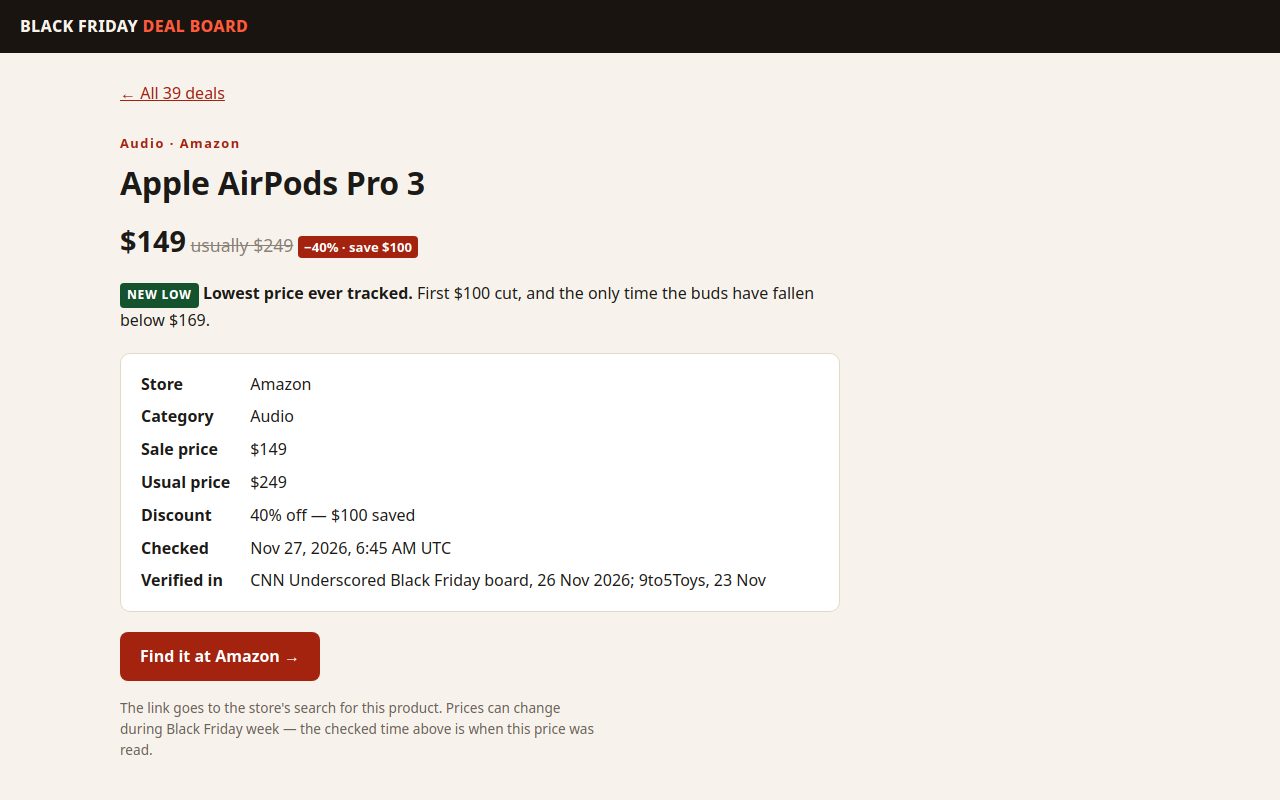 BLACK FRIDAY DEAL BOARD
← All 39 deals
Audio · Amazon
Apple AirPods Pro 3
$149 usually $249 −40% · save $100
NEW LOW Lowest price ever tracked. First $100 cut, and the only time the buds have fallen
below $169.
Store Amazon
Category Audio
Sale price $149
Usual price $249
Discount 40% off — $100 saved
Checked Nov 27, 2026, 6:45 AM UTC
Verified in CNN Underscored Black Friday board, 26 Nov 2026; 9to5Toys, 23 Nov
Find it at Amazon →
The link goes to the store's search for this product. Prices can change
during Black Friday week — the checked time above is when this price was
read.